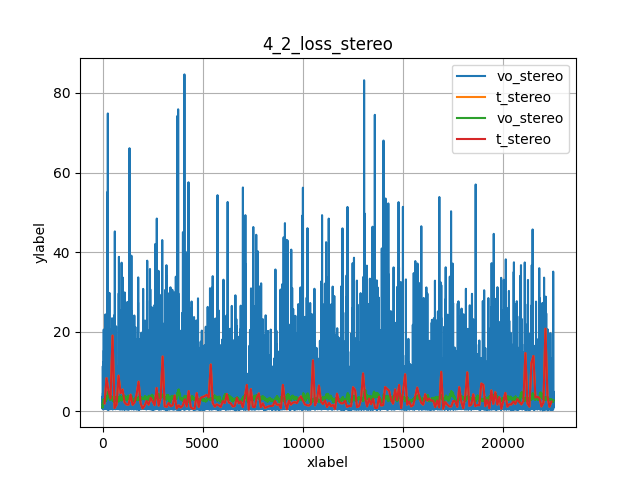 4_2_loss_stereo
vo_stereo
t_stereo
vo_stereo
t_stereo
80
60
40
20
0
ylabel
0 5000 10000 15000 20000
xlabel